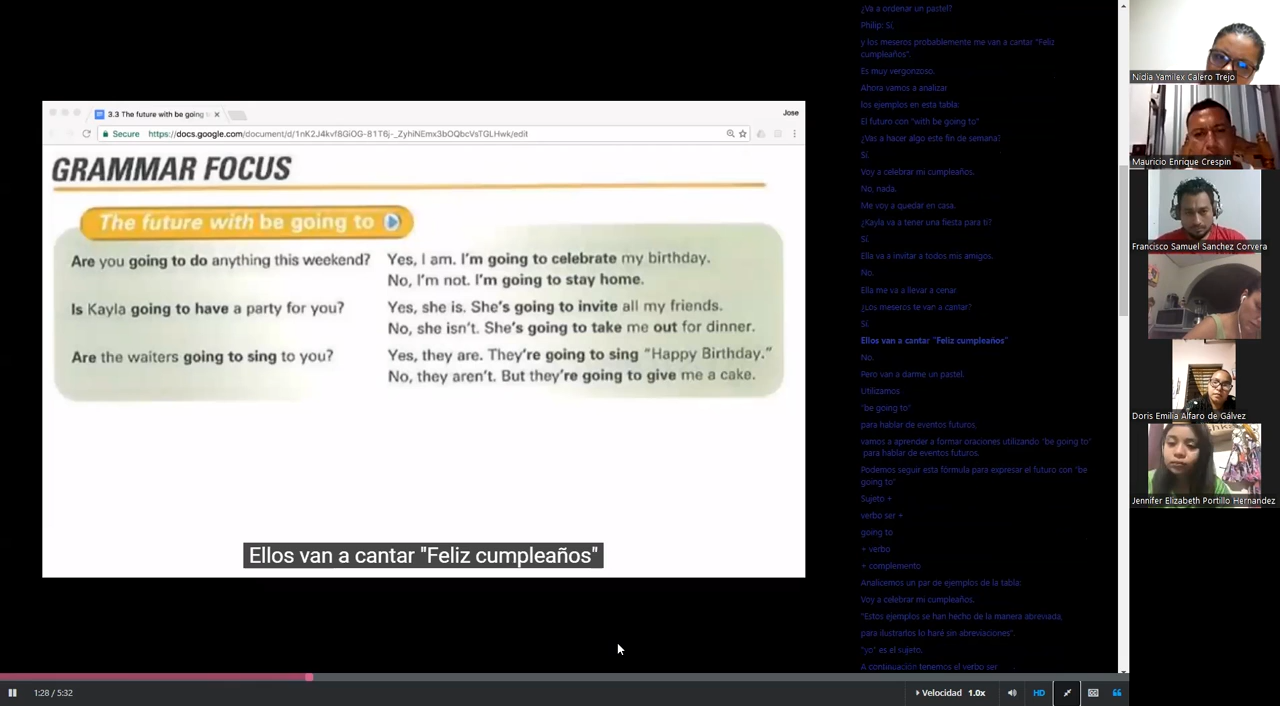 3.3 The future with be going t
Jose
Secure
https://docs.google.com/document/d/1nK2J4kvf8GiOG-81T6j-_ZyhiNEmx3bOQbcVsTGLHwk/edit
GRAMMAR FOCUS
The future with be going to
Are you going to do anything this weekend?
Yes, I am. I'm going to celebrate my birthday.
No, I'm not. I'm going to stay home.
Is Kayla going to have a party for you?
Yes, she is. She's going to invite all my friends.
No, she isn't. She's going to take me out for dinner.
Are the waiters going to sing to you?
Yes, they are. They're going to sing "Happy Birthday."
No, they aren't. But they're going to give me a cake.
Ellos van a cantar "Feliz cumpleaños"
1:28 / 5:32
Velocidad 1.0x
HD
¿Va a ordenar un pastel?
Philip: Sí,
y los meseros probablemente me van a cantar "Feliz
cumpleaños".
Es muy vergonzoso.
Ahora vamos a analizar
los ejemplos en esta tabla:
El futuro con "with be going to"
¿Vas a hacer algo este fin de semana?
Sí,
Voy a celebrar mi cumpleaños.
No, nada.
Me voy a quedar en casa.
¿Kayla va a tener una fiesta para ti?
Sí.
Ella va a invitar a todos mis amigos.
No.
Ella me va a llevar a cenar
¿Los meseros te van a cantar?
Sí
Ellos van a cantar "Feliz cumpleaños"
No.
Pero van a darme un pastel.
Utilizamos
"be going to"
para hablar de eventos futuros,
vamos a aprender a formar oraciones utilizando "be going to"
para hablar de eventos futuros.
Podemos seguir esta fórmula para expresar el futuro con "be
going to"
Sujeto +
verbo ser +
going to
+ verbo
+ complemento
Analicemos un par de ejemplos de la tabla:
Voy a celebrar mi cumpleaños,
"Estos ejemplos se han hecho de la manera abreviada,
para ilustrarlos lo haré sin abreviaciones".
"yo" es el sujeto,
A continuación tenemos el verbo ser
Nidia Yamilex Calero Trejo
Mauricio Enrique Crespin
Francisco Samuel Sanchez Corvera
Doris Emilia Alfaro de Gálvez
Jennifer Elizabeth Portillo Hernandez